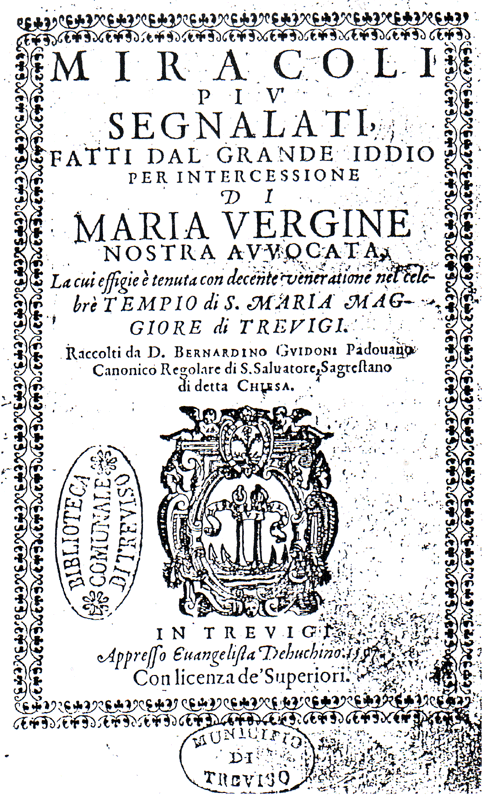 MIRACOLI
PIV'
SEGNALATI,
FATTI DAL GRANDE IDDIO
PER INTERCESSIONE
DI
MARIA VERGINE
NOSTRA AVVOCATA,
La cui effigie è tenuta con decente veneratione nel cele-
brè TEMPIO di S. MARIA MAG-
GIORE di TREVIGI.
Raccolti da D. BERNARDINO GVIDONI Padouano
Canonico Regolare di S. Saluatore, Sagrestano
di detta CHIESA.
BIBLIOTECA
COMUNALE
DI TREVISO
IN TREVIGI
Appresso Euangelista Dehuchino.
Con licenza de' Superiori.
MUNICIPIO
DI
TREVISO